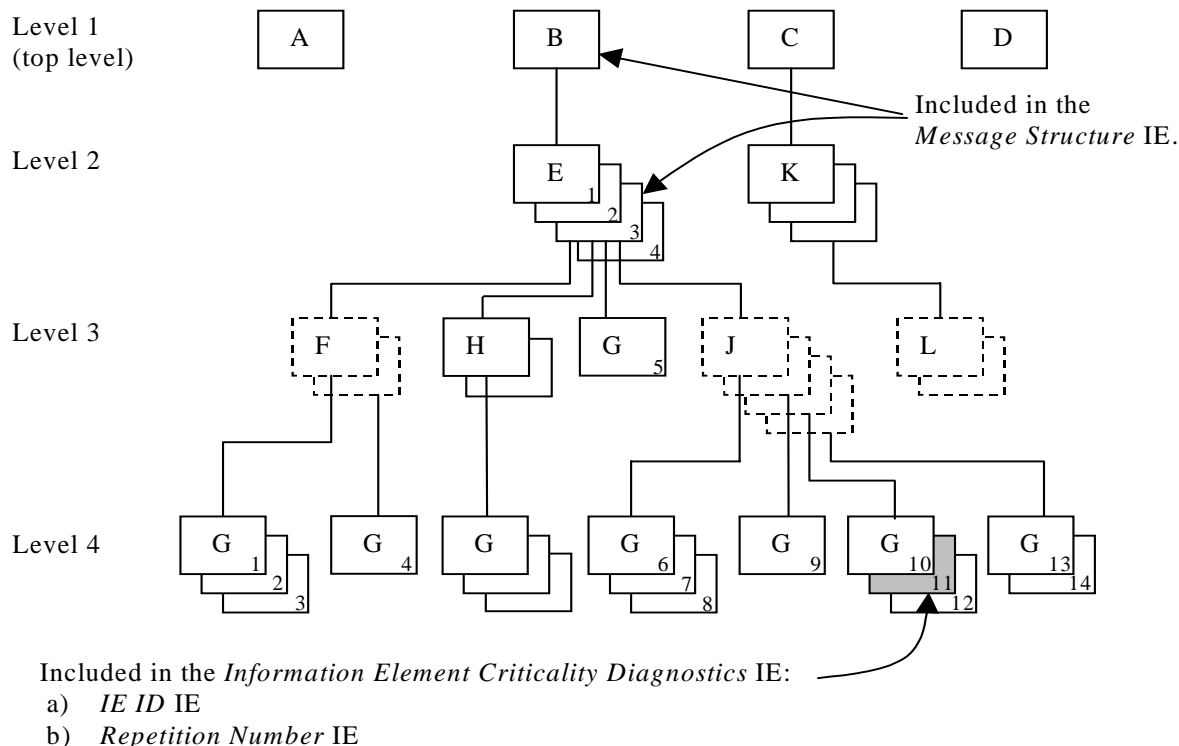 Level 1
(top level)
A
B
C
D
Included in the
Message Structure IE.
Level 2
E
1
2
3
4
K
Level 3
F
H
G
5
J
L
Level 4
G
1
2
3
G
4
G
G
6
7
8
G
9
G
10
11
12
G
13
14
Included in the Information Element Criticality Diagnostics IE:
a) IE ID IE
b) Repetition Number IE